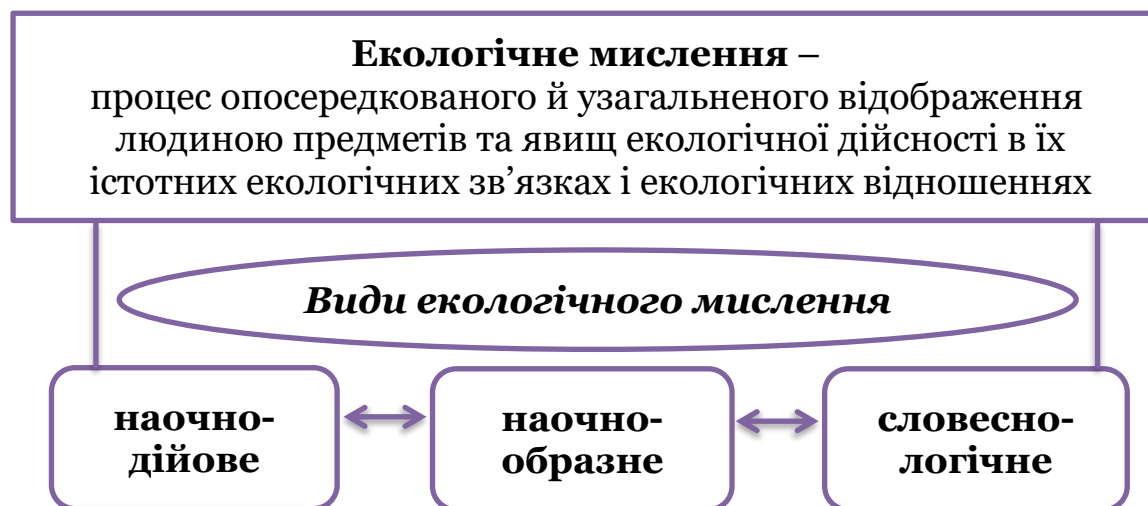 Екологічне мислення –
процес опосередкованого й узагальненого відображення
людиною предметів та явищ екологічної дійсності в їх
істотних екологічних зв’язках і екологічних відношеннях
Види екологічного мислення
наочно-
дійове
наочно-
образне
словесно-
логічне